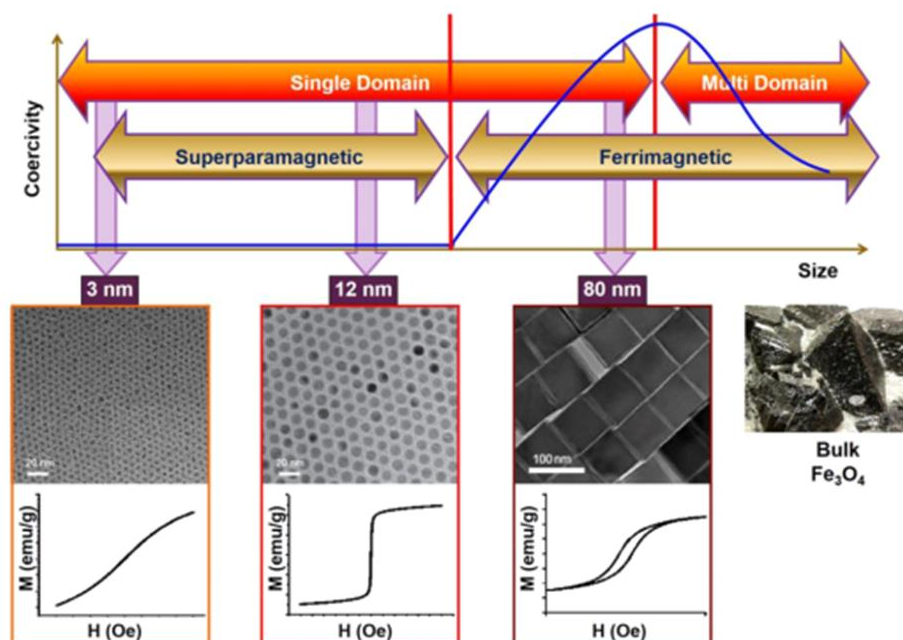 Coercivity
Single Domain
Multi Domain
Superparamagnetic
Ferrimagnetic
Size
3 nm
12 nm
80 nm
20 nm
20 nm
100 nm
Bulk
Fe₃O₄
M (emu/g)
H (Oe)
M (emu/g)
H (Oe)
M (emu/g)
H (Oe)